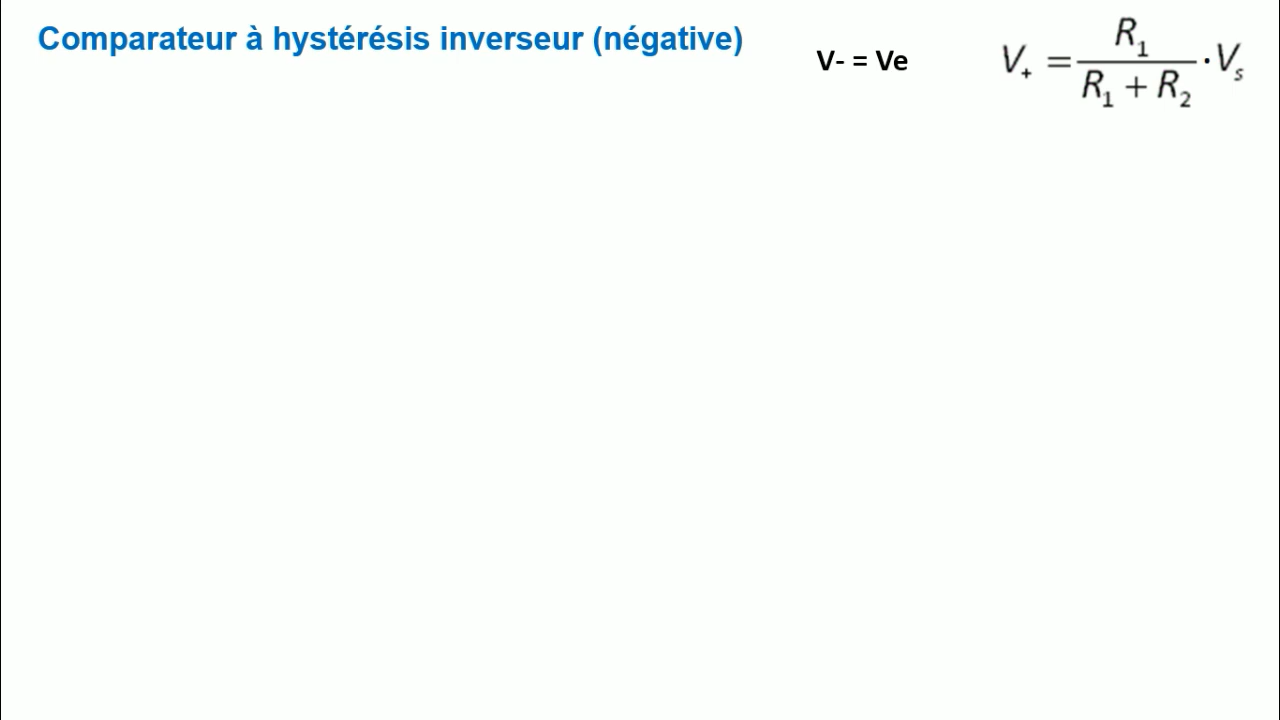 Comparateur à hystérésis inverseur (négative)
V- = Ve
V₊ = R₁ / (R₁ + R₂) · Vₛ